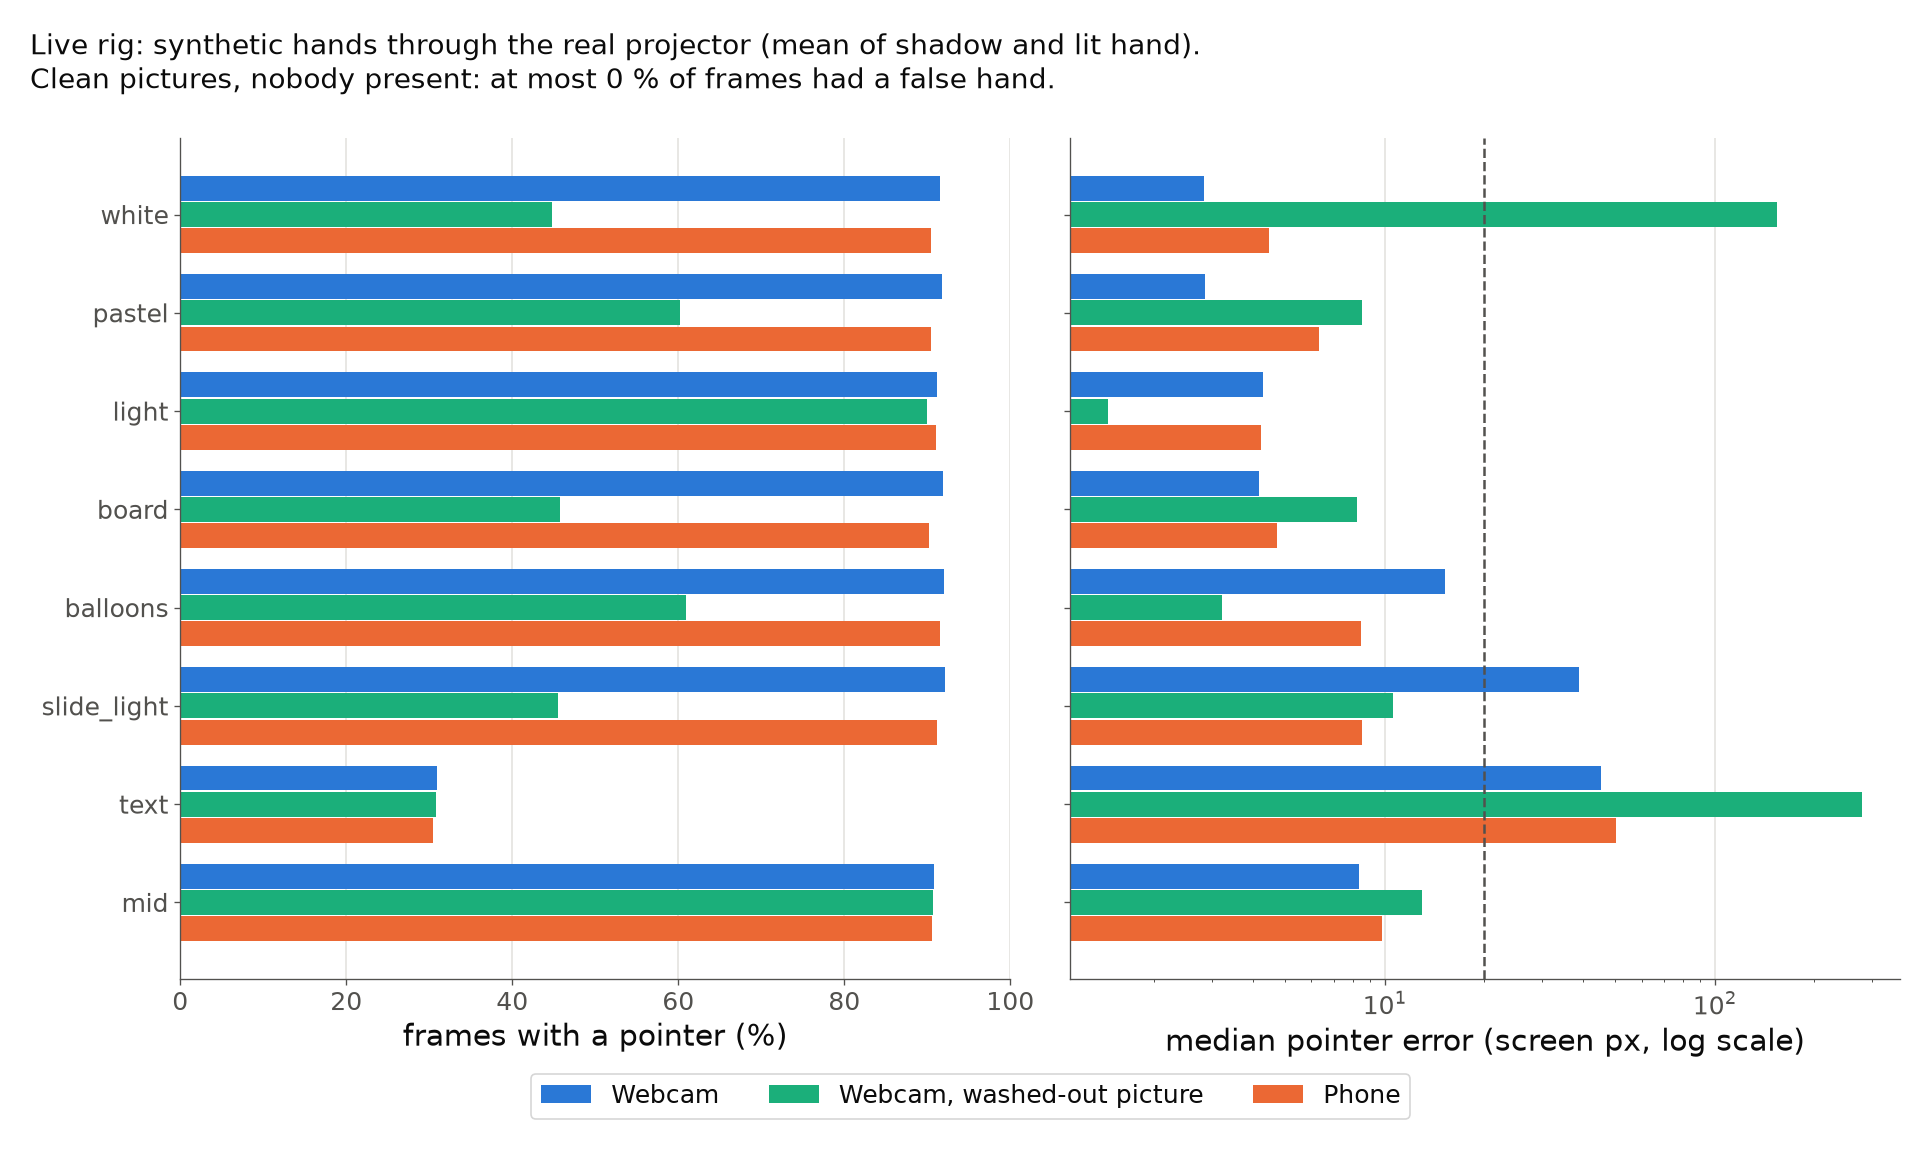 Live rig: synthetic hands through the real projector (mean of shadow and lit hand).
Clean pictures, nobody present: at most 0 % of frames had a false hand.
white
pastel
light
board
balloons
slide_light
text
mid
0 20 40 60 80 100
frames with a pointer (%)
10¹ 10²
median pointer error (screen px, log scale)
Webcam Webcam, washed-out picture Phone